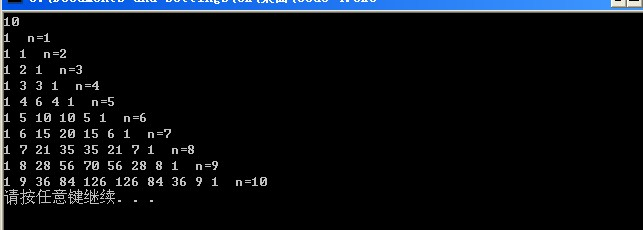 10
1  n=1
1 1  n=2
1 2 1  n=3
1 3 3 1  n=4
1 4 6 4 1  n=5
1 5 10 10 5 1  n=6
1 6 15 20 15 6 1  n=7
1 7 21 35 35 21 7 1  n=8
1 8 28 56 70 56 28 8 1  n=9
1 9 36 84 126 126 84 36 9 1  n=10
请按任意键继续. . .